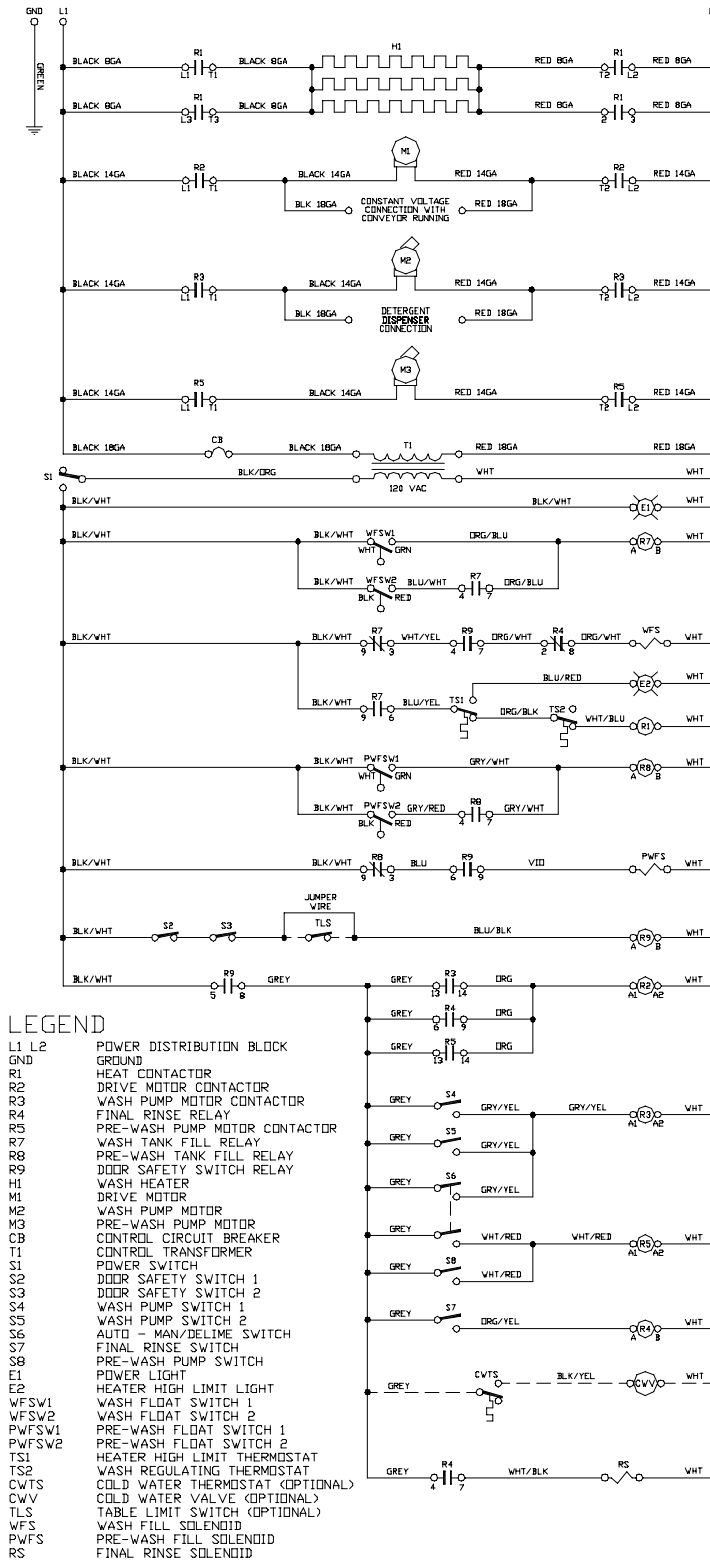 GND L1
GREEN
H1
BLACK 8GA R1 BLACK 8GA RED 8GA R1 RED 8GA
L1 T1 T2 L2
BLACK 8GA R1 BLACK 8GA RED 8GA R1 RED 8GA
L3 T3 2 3
M1
BLACK 14GA R2 BLACK 14GA RED 14GA R2 RED 14GA
L1 T1 T2 L2
BLK 18GA CONSTANT VOLTAGE RED 18GA
CONNECTION WITH
CONVEYOR RUNNING
M2
BLACK 14GA R3 BLACK 14GA RED 14GA R3 RED 14GA
L1 T1 T2 L2
BLK 18GA DETERGENT RED 18GA
DISPENSER
CONNECTION
M3
BLACK 14GA R5 BLACK 14GA RED 14GA R5 RED 14GA
L1 T1 T2 L2
BLACK 18GA CB BLACK 18GA T1 RED 18GA RED 18GA
S1 BLK/ORG WHT WHT
120 VAC
BLK/WHT BLK/WHT E1 WHT
BLK/WHT BLK/WHT WFSW1 ORG/BLU R7 WHT
WHT GRN A B
BLK/WHT WFSW2 BLU/WHT R7 ORG/BLU
BLK RED 4 7
BLK/WHT BLK/WHT R7 WHT/YEL R9 ORG/WHT R4 ORG/WHT WFS WHT
9 3 4 7 2 8
BLU/RED E2 WHT
BLK/WHT R7 BLU/YEL TS1 ORG/BLK TS2 WHT/BLU R1 WHT
9 6
BLK/WHT BLK/WHT PWFSW1 GRY/WHT R8 WHT
WHT GRN A B
BLK/WHT PWFSW2 GRY/RED R8 GRY/WHT
BLK RED 4 7
BLK/WHT BLK/WHT R8 BLU R9 VIO PWFS WHT
9 3 6 9
JUMPER
WIRE
BLK/WHT S2 S3 TLS BLU/BLK R9 WHT
A B
BLK/WHT R9 GREY GREY R3 ORG R2 WHT
5 8 13 14 A1 A2
GREY R4 ORG
6 9
GREY R5 ORG
13 14
GREY S4 GRY/YEL GRY/YEL R3 WHT
A1 A2
GREY S5 GRY/YEL
GREY S6 GRY/YEL
GREY WHT/RED WHT/RED R5 WHT
A1 A2
GREY S8 WHT/RED
GREY S7 ORG/YEL R4 WHT
A B
GREY CWTS BLK/YEL CWV WHT
GREY R4 WHT/BLK RS WHT
4 7
LEGEND
L1 L2 POWER DISTRIBUTION BLOCK
GND GROUND
R1 HEAT CONTACTOR
R2 DRIVE MOTOR CONTACTOR
R3 WASH PUMP MOTOR CONTACTOR
R4 FINAL RINSE RELAY
R5 PRE-WASH PUMP MOTOR CONTACTOR
R7 WASH TANK FILL RELAY
R8 PRE-WASH TANK FILL RELAY
R9 DOOR SAFETY SWITCH RELAY
H1 WASH HEATER
M1 DRIVE MOTOR
M2 WASH PUMP MOTOR
M3 PRE-WASH PUMP MOTOR
CB CONTROL CIRCUIT BREAKER
T1 CONTROL TRANSFORMER
S1 POWER SWITCH
S2 DOOR SAFETY SWITCH 1
S3 DOOR SAFETY SWITCH 2
S4 WASH PUMP SWITCH 1
S5 WASH PUMP SWITCH 2
S6 AUTO - MAN/DELIME SWITCH
S7 FINAL RINSE SWITCH
S8 PRE-WASH PUMP SWITCH
E1 POWER LIGHT
E2 HEATER HIGH LIMIT LIGHT
WFSW1 WASH FLOAT SWITCH 1
WFSW2 WASH FLOAT SWITCH 2
PWFSW1 PRE-WASH FLOAT SWITCH 1
PWFSW2 PRE-WASH FLOAT SWITCH 2
TS1 HEATER HIGH LIMIT THERMOSTAT
TS2 WASH REGULATING THERMOSTAT
CWTS COLD WATER THERMOSTAT (OPTIONAL)
CWV COLD WATER VALVE (OPTIONAL)
TLS TABLE LIMIT SWITCH (OPTIONAL)
WFS WASH FILL SOLENOID
PWFS PRE-WASH FILL SOLENOID
RS FINAL RINSE SOLENOID